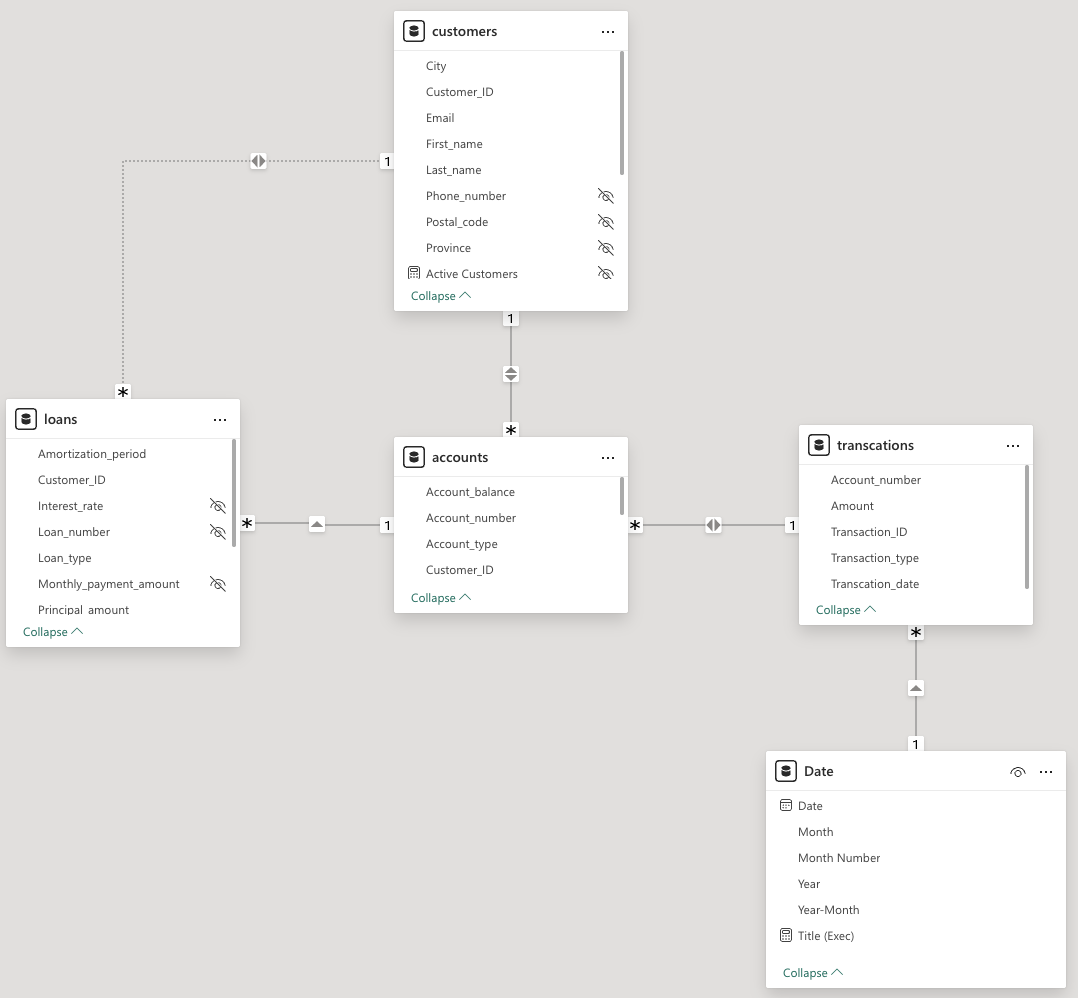 customers
City
Customer_ID
Email
First_name
Last_name
Phone_number
Postal_code
Province
Active Customers
Collapse
1
1
*
*
loans
Amortization_period
Customer_ID
Interest_rate
Loan_number
Loan_type
Monthly_payment_amount
Principal_amount
Collapse
*
1
accounts
Account_balance
Account_number
Account_type
Customer_ID
Collapse
*
1
transcations
Account_number
Amount
Transaction_ID
Transaction_type
Transcation_date
Collapse
*
1
Date
Date
Month
Month Number
Year
Year-Month
Title (Exec)
Collapse